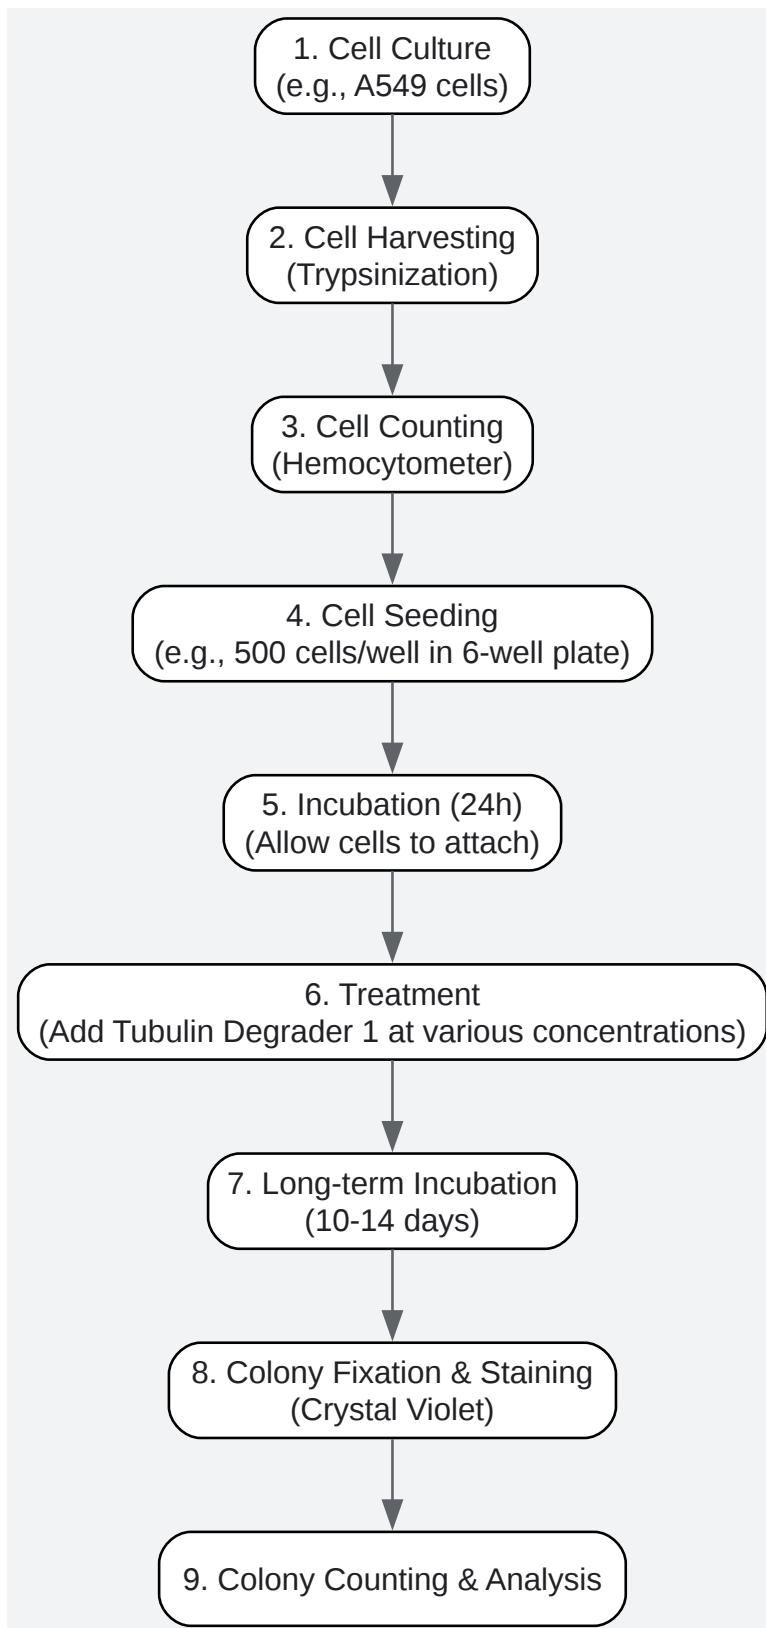 1. Cell Culture
(e.g., A549 cells)
2. Cell Harvesting
(Trypsinization)
3. Cell Counting
(Hemocytometer)
4. Cell Seeding
(e.g., 500 cells/well in 6-well plate)
5. Incubation (24h)
(Allow cells to attach)
6. Treatment
(Add Tubulin Degrader 1 at various concentrations)
7. Long-term Incubation
(10-14 days)
8. Colony Fixation & Staining
(Crystal Violet)
9. Colony Counting & Analysis